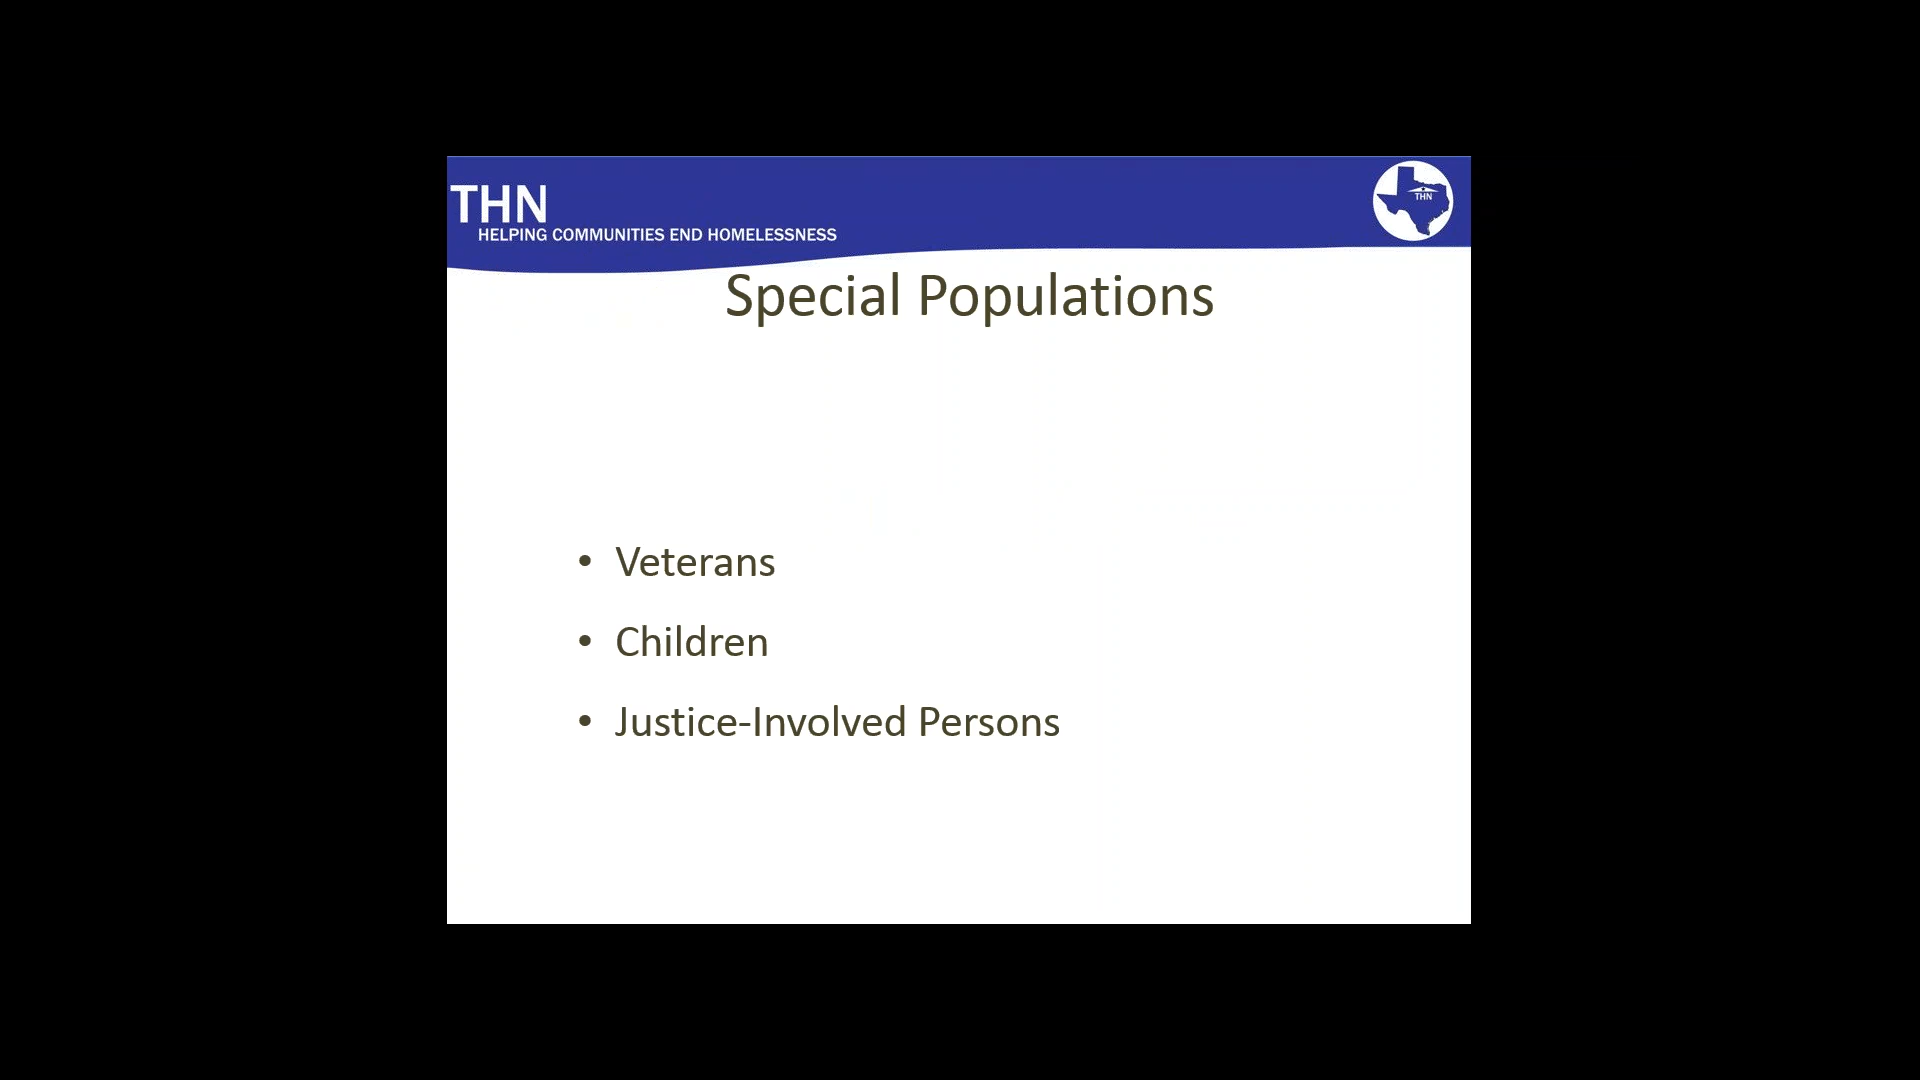 THN
HELPING COMMUNITIES END HOMELESSNESS
THN
Special Populations
• Veterans
• Children
• Justice-Involved Persons